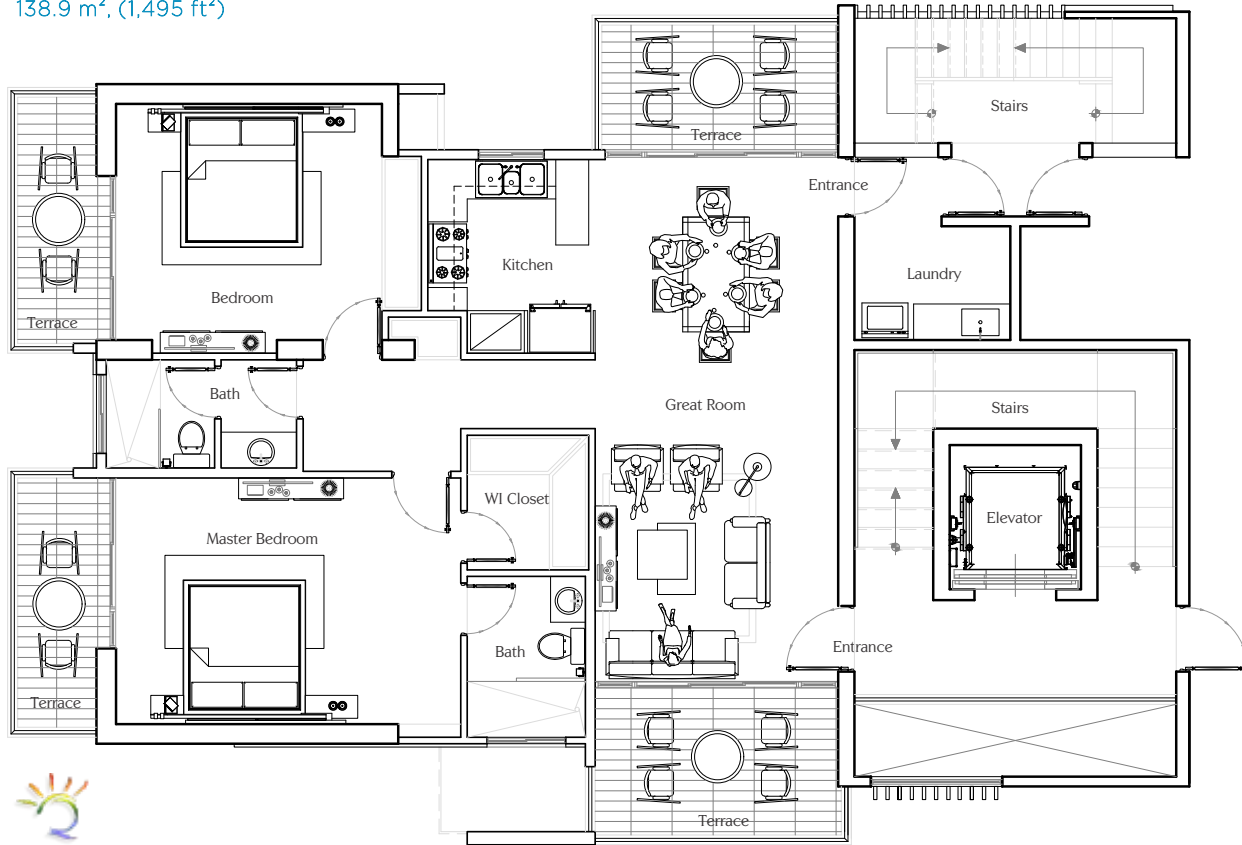 138.9 m², (1,495 ft²)
Stairs
Terrace
Entrance
Kitchen
Laundry
Bedroom
Terrace
Bath
Great Room
Stairs
WI Closet
Elevator
Master Bedroom
Bath
Entrance
Terrace
Terrace